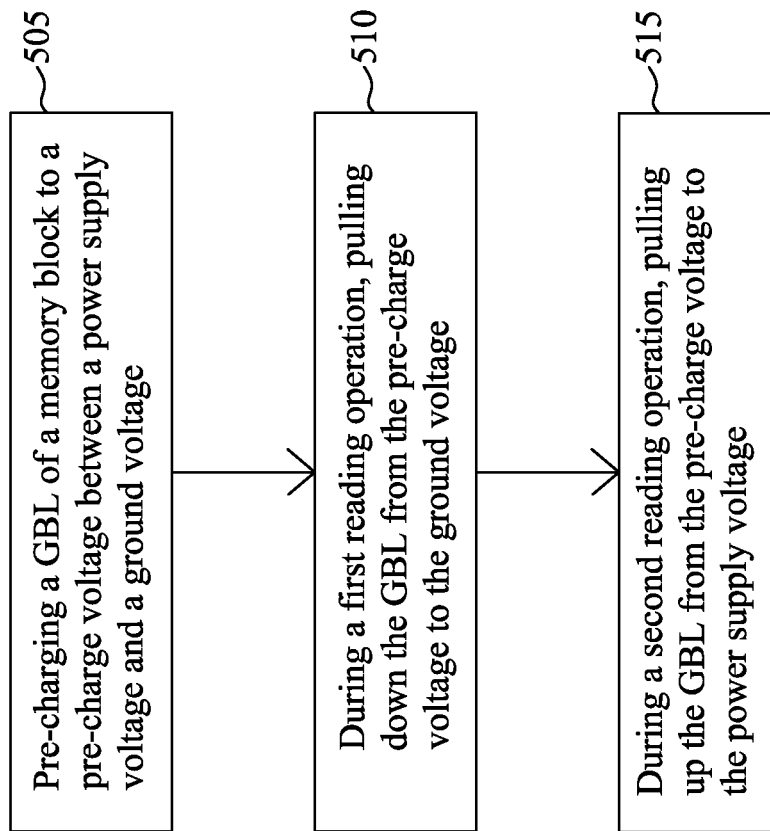 505
Pre-charging a GBL of a memory block to a
pre-charge voltage between a power supply
voltage and a ground voltage
510
During a first reading operation, pulling
down the GBL from the pre-charge
voltage to the ground voltage
515
During a second reading operation, pulling
up the GBL from the pre-charge voltage to
the power supply voltage